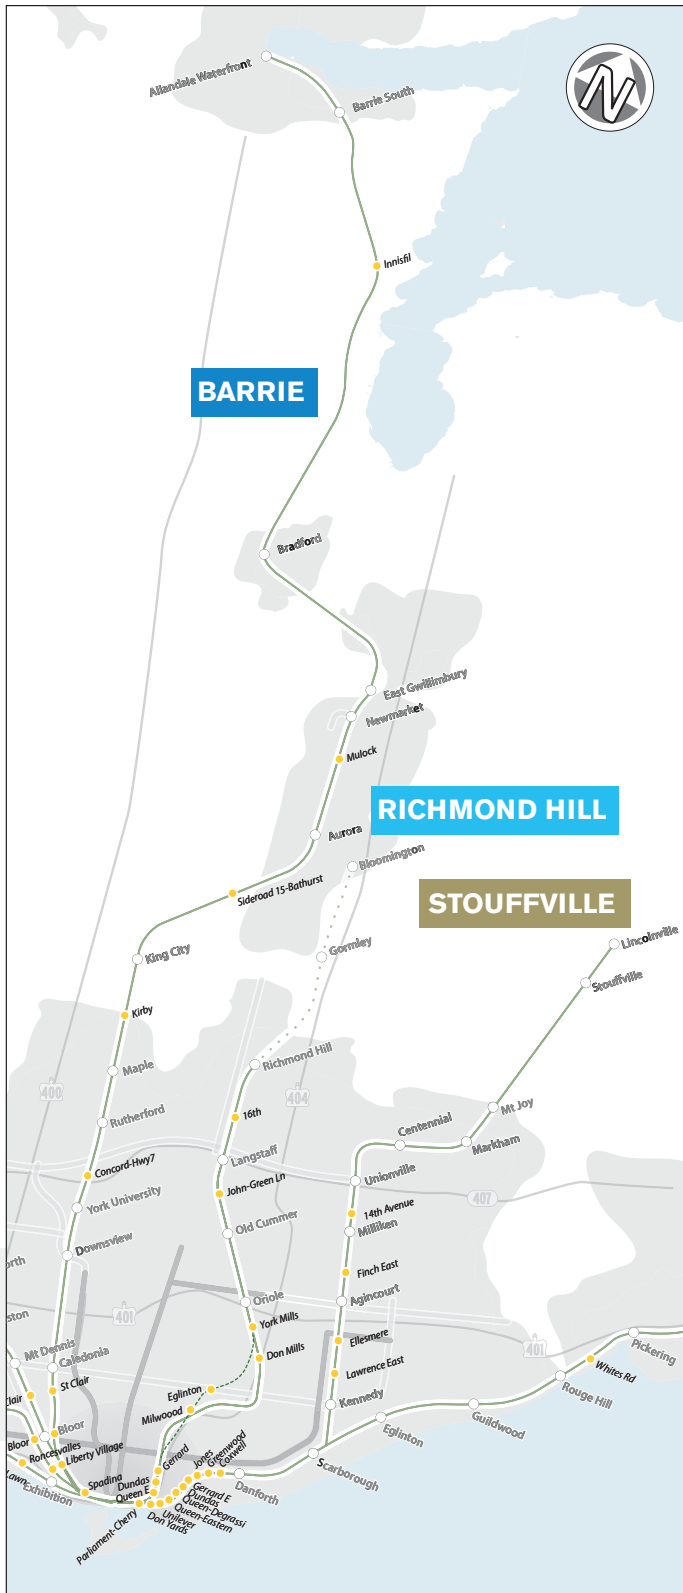 Allandale Waterfront
N
Barrie South
Innisfil
BARRIE
Bradford
East Gwillimbury
Newmarket
Mulock
RICHMOND HILL
Aurora
Bloomington
Sideroad 15-Bathurst
STOUFFVILLE
Lincolnville
King City
Gormley
Stouffville
Kirby
Richmond Hill
Maple
400
404
16th
Mt Joy
Rutherford
Centennial
Markham
Langstaff
Concord-Hwy7
Unionville
John-Green Ln
407
York University
14th Avenue
Old Cummer
Milliken
Downsview
orth
Finch East
Oriole
Agincourt
ston
401
York Mills
Ellesmere
401
Pickering
Mt Dennis
Caledonia
Don Mills
Lawrence East
Whites Rd
St Clair
Eglinton
Rouge Hill
Clair
Milwoood
Kennedy
Guildwood
Bloor
Eglinton
Bloor
Roncesvalles
Liberty Village
Gerrard
Jones
Greenwood
Coxwell
Scarborough
Lawn
Exhibition
Spadina
Dundas
Queen E
Danforth
Gerrard E
Dundas
Queen-Degrassi
Queen-Eastern
Unilever
Don Yards
Parliament-Cherry